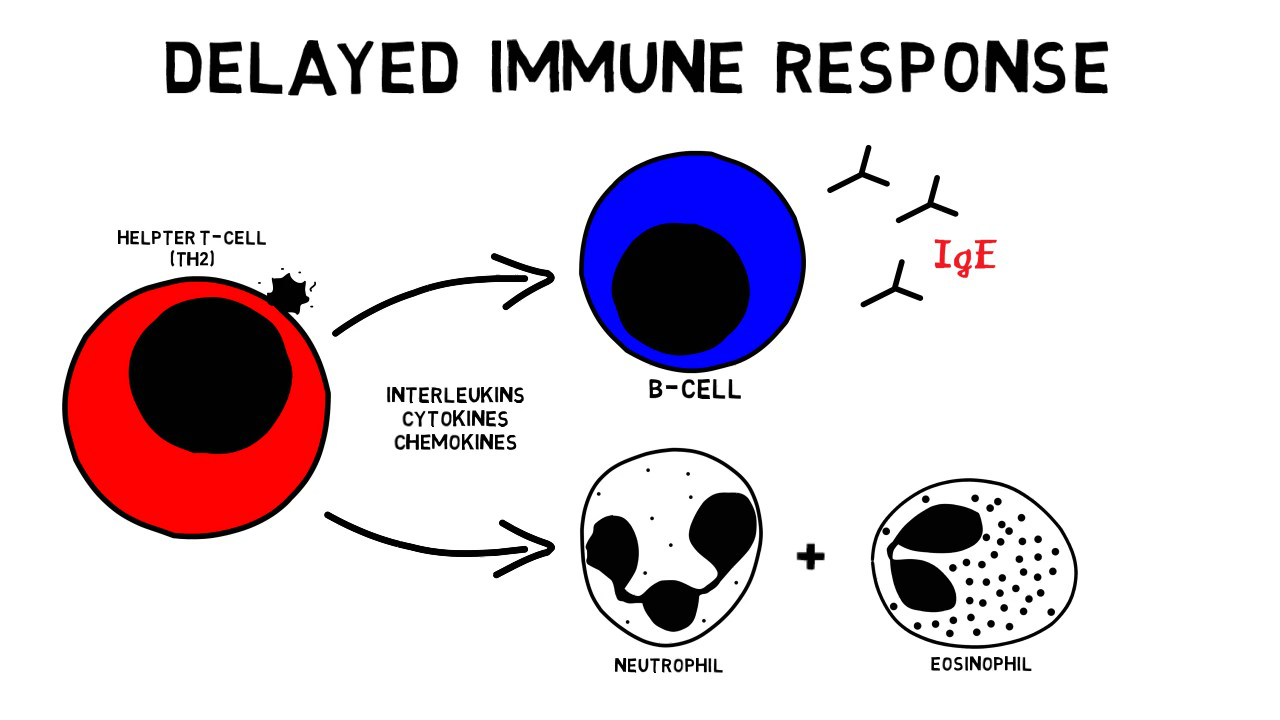 DELAYED IMMUNE RESPONSE
HELPTER T-CELL
(TH2)
IgE
B-CELL
INTERLEUKINS
CYTOKINES
CHEMOKINES
+
NEUTROPHIL
EOSINOPHIL